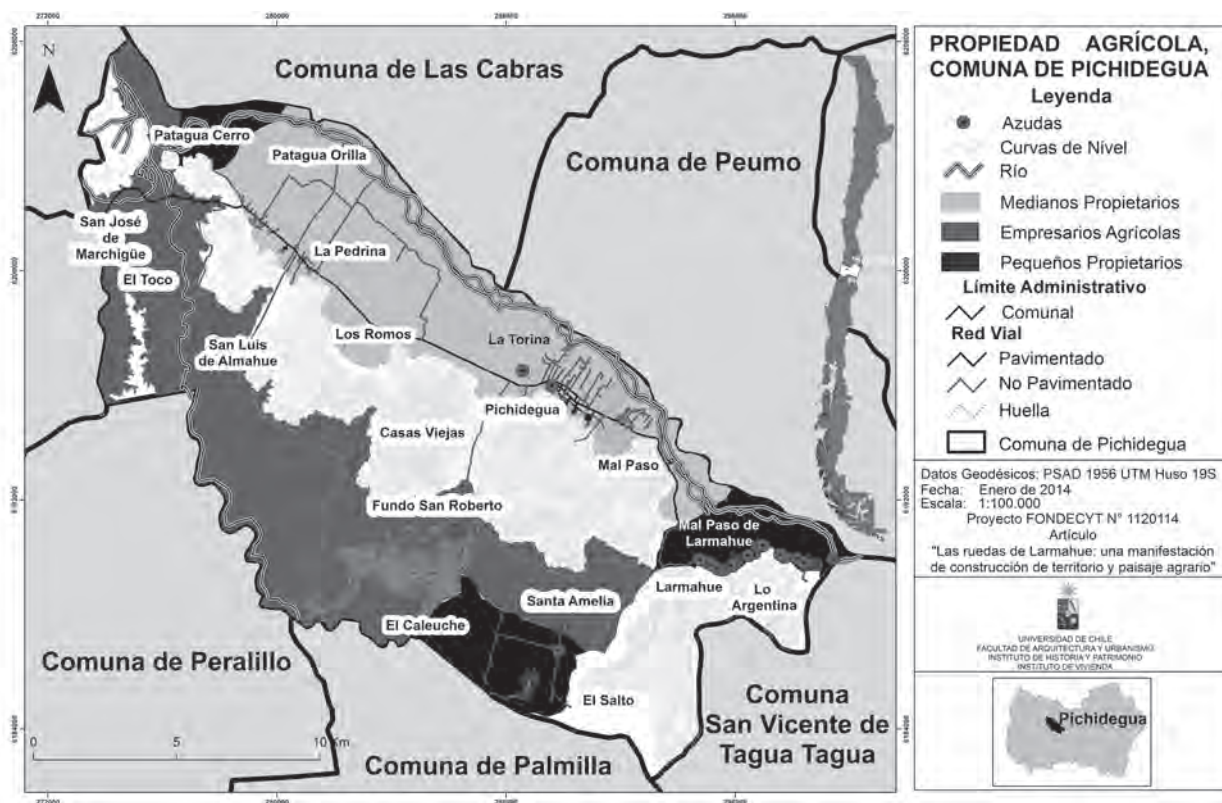 Comuna de Las Cabras
Comuna de Peumo
Patagua Cerro
Patagua Orilla
San José
de
Marchigüe
La Pedrina
El Toco
San Luis
de Almahue
Los Romos
La Torina
Pichidegua
Casas Viejas
Mal Paso
Fundo San Roberto
Mal Paso de
Larmahue
Larmahue
Lo
Argentina
Santa Amelia
El Caleuche
El Salto
Comuna de Peralillo
Comuna de Palmilla
Comuna
San Vicente de
Tagua Tagua
N
0 5 10 Km
272000 280000
6184000
PROPIEDAD AGRÍCOLA,
COMUNA DE PICHIDEGUA
Leyenda
Azudas
Curvas de Nível
Río
Medianos Propietarios
Empresarios Agrícolas
Pequeños Propietarios
Límite Administrativo
Comunal
Red Vial
Pavimentado
No Pavimentado
Huella
Comuna de Pichidegua
Datos Geodésicos: PSAD 1956 UTM Huso 19S
Fecha: Enero de 2014
Escala: 1:100.000
Proyecto FONDECYT N° 1120114
Artículo
"Las ruedas de Larmahue: una manifestación
de construcción de territorio y paisaje agrario"
UNIVERSIDAD DE CHILE
FACULTAD DE ARQUITECTURA Y URBANISMO
INSTITUTO DE HISTORIA Y PATRIMONIO
INSTITUTO DE VIVIENDA
Pichidegua